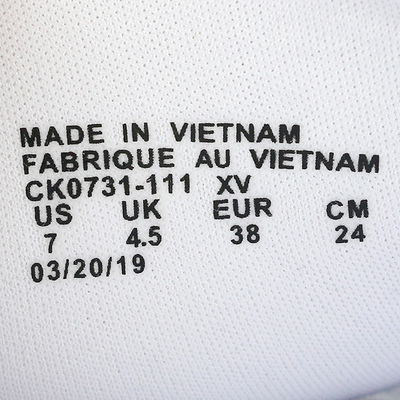 MADE IN VIETNAM
FABRIQUE AU VIETNAM
CK0731-111 XV
US UK EUR CM
7 4.5 38 24
03/20/19